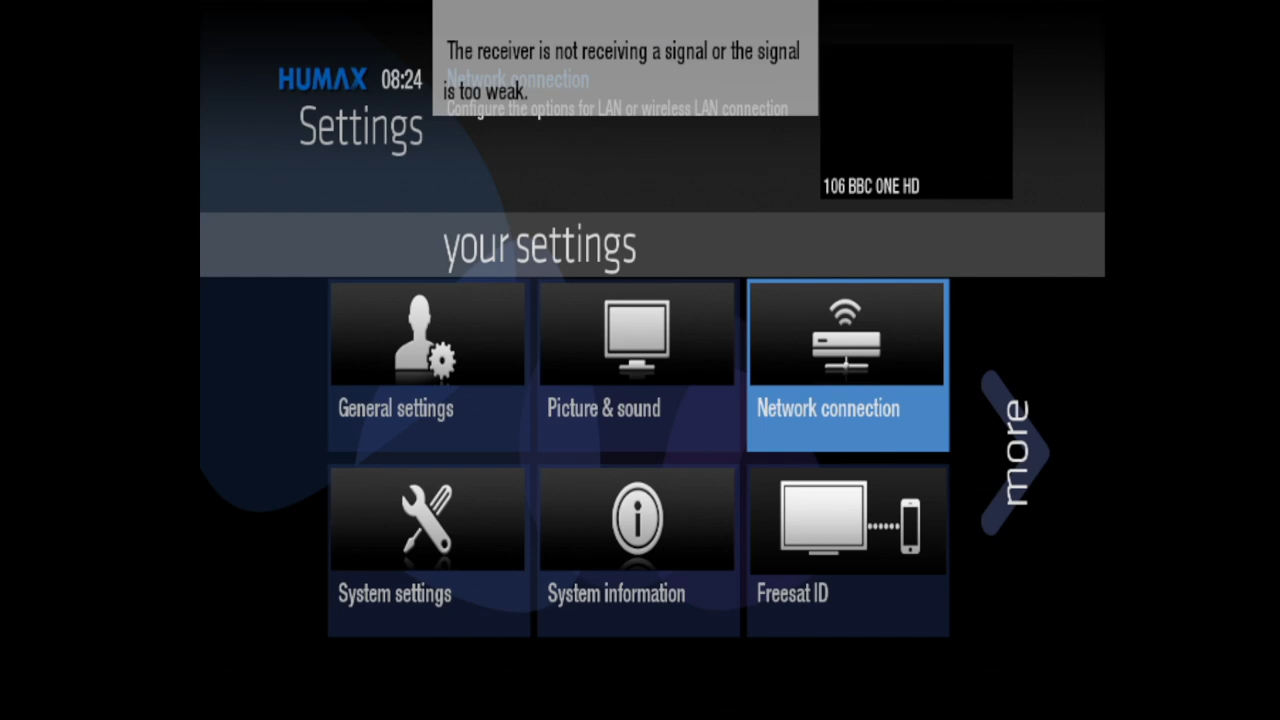 The receiver is not receiving a signal or the signal
is too weak.
HUMAX 08:24
Network connection
Configure the options for LAN or wireless LAN connection
Settings
106 BBC ONE HD
your settings
General settings
Picture & sound
Network connection
more
System settings
System information
Freesat ID